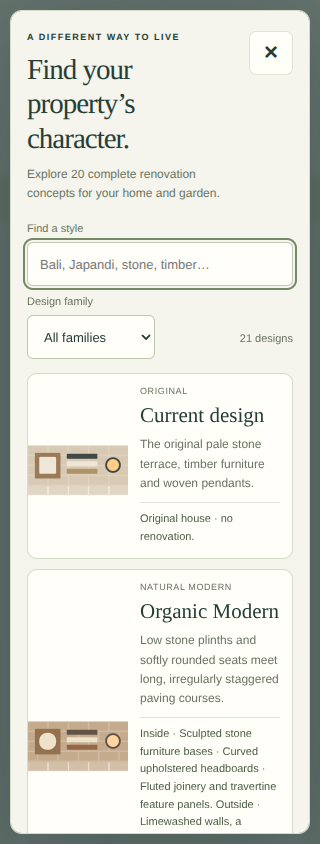 A DIFFERENT WAY TO LIVE
✕
Find your
property’s
character.
Explore 20 complete renovation
concepts for your home and garden.
Find a style
Bali, Japandi, stone, timber…
Design family
All families
21 designs
ORIGINAL
Current design
The original pale stone
terrace, timber furniture
and woven pendants.
Original house · no
renovation.
NATURAL MODERN
Organic Modern
Low stone plinths and
softly rounded seats meet
long, irregularly staggered
paving courses.
Inside · Sculpted stone
furniture bases · Curved
upholstered headboards ·
Fluted joinery and travertine
feature panels. Outside ·
Limewashed walls, a